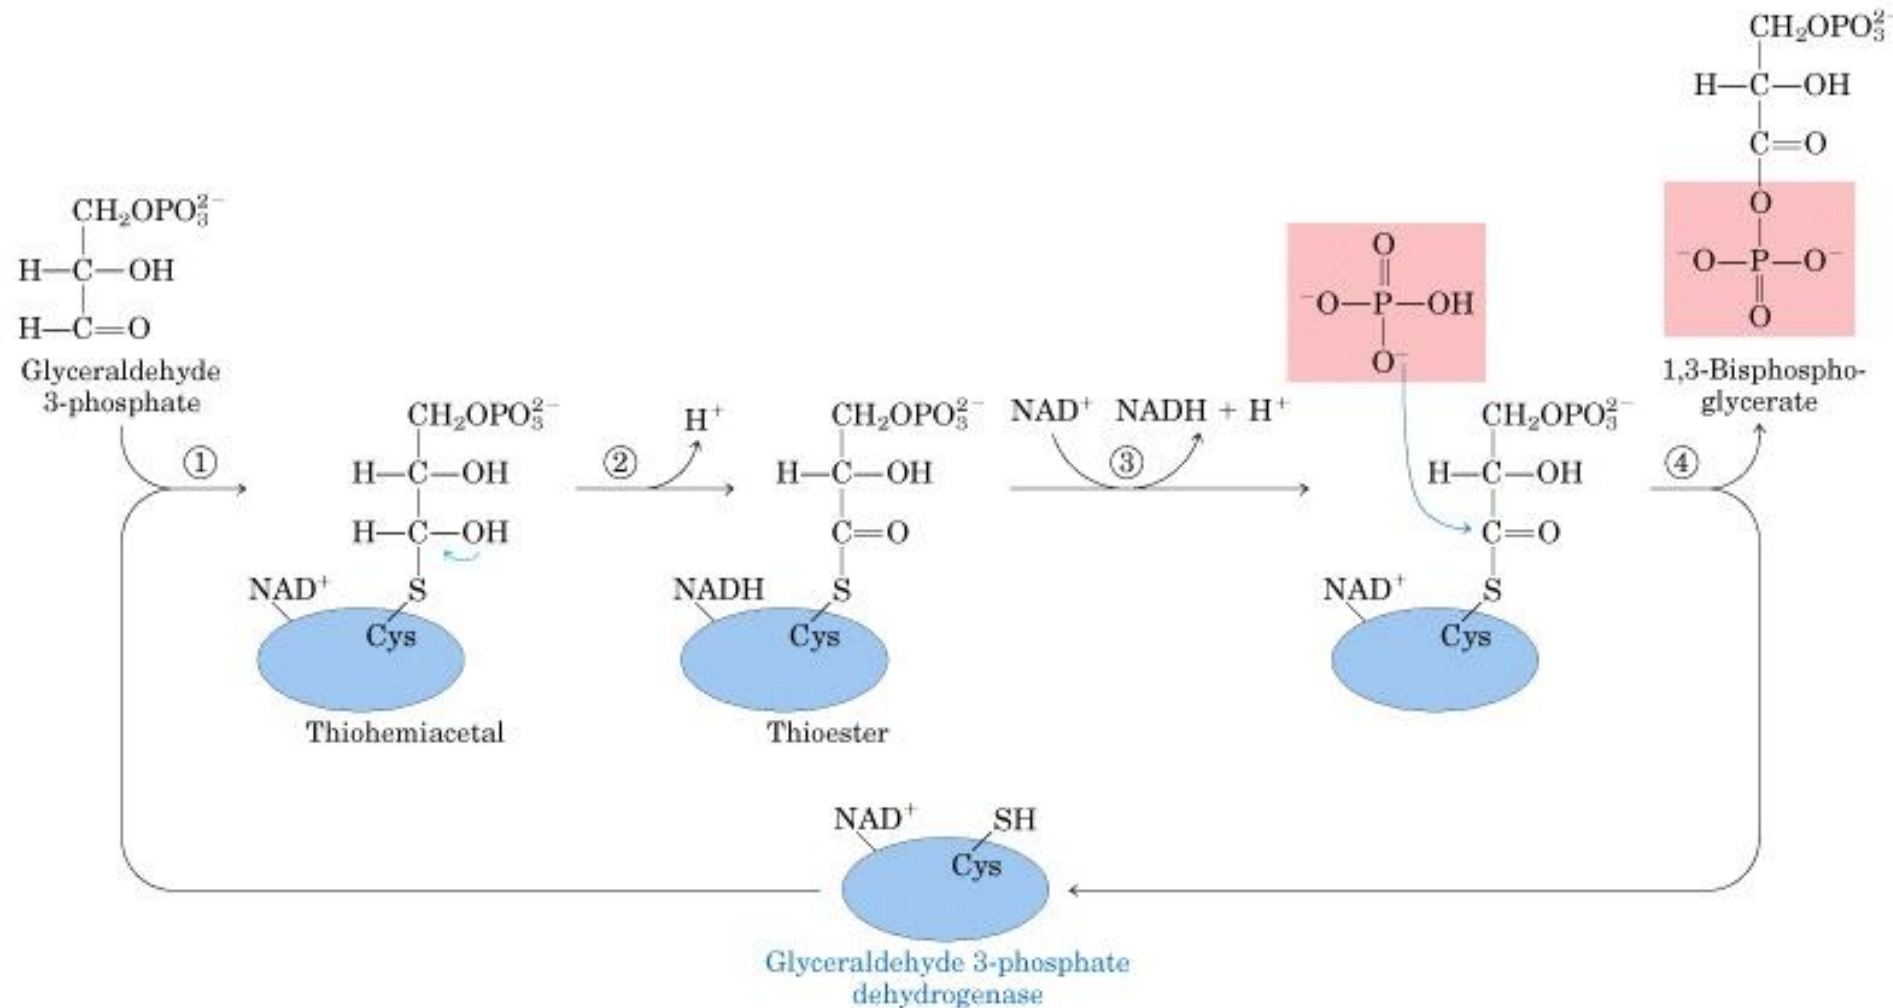 CH₂OPO₃²⁻
H—C—OH
C=O
O
⁻O—P—O⁻
O
1,3-Bisphospho-
glycerate
CH₂OPO₃²⁻
H—C—OH
H—C=O
Glyceraldehyde
3-phosphate
①
CH₂OPO₃²⁻
H—C—OH
H—C—OH
S
NAD⁺
Cys
Thiohemiacetal
②
H⁺
CH₂OPO₃²⁻
H—C—OH
C=O
S
NADH
Cys
Thioester
NAD⁺ NADH + H⁺
③
O
⁻O—P—OH
O⁻
CH₂OPO₃²⁻
H—C—OH
C=O
S
NAD⁺
Cys
④
NAD⁺
SH
Cys
Glyceraldehyde 3-phosphate
dehydrogenase